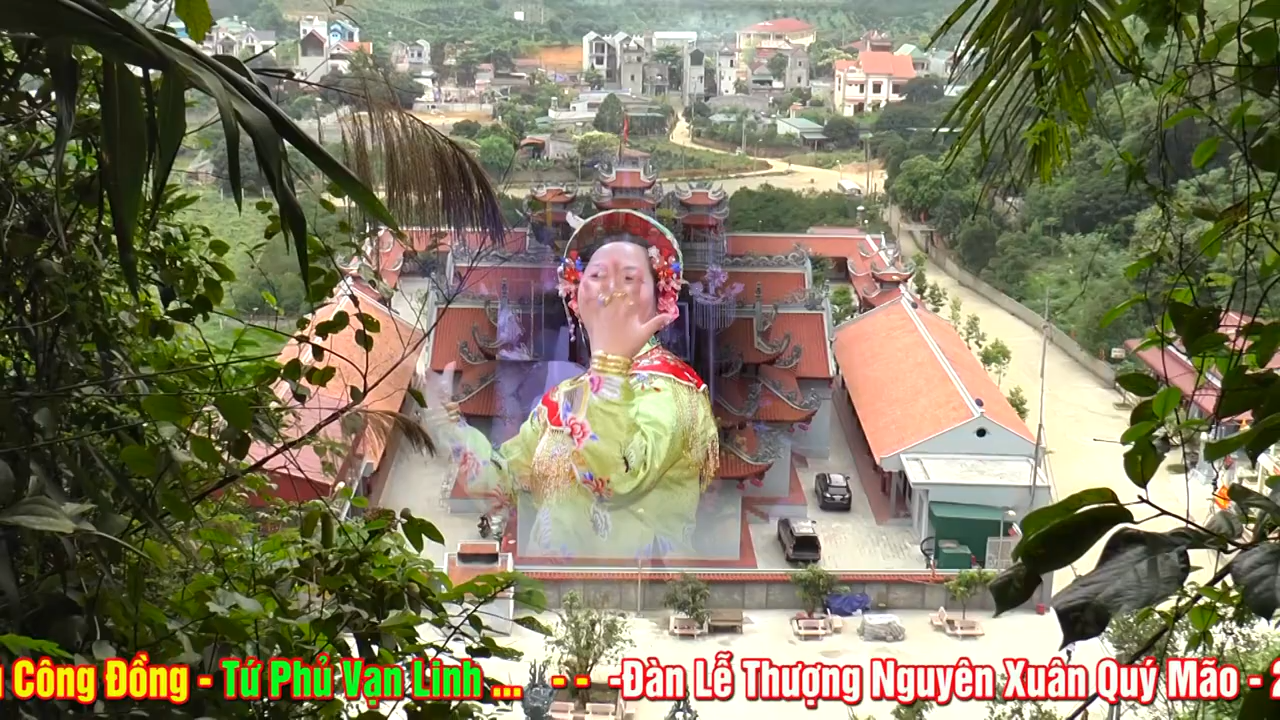 Công Đồng - Tứ Phủ Vạn Linh ... - - -Đàn Lễ Thượng Nguyên Xuân Quý Mão -